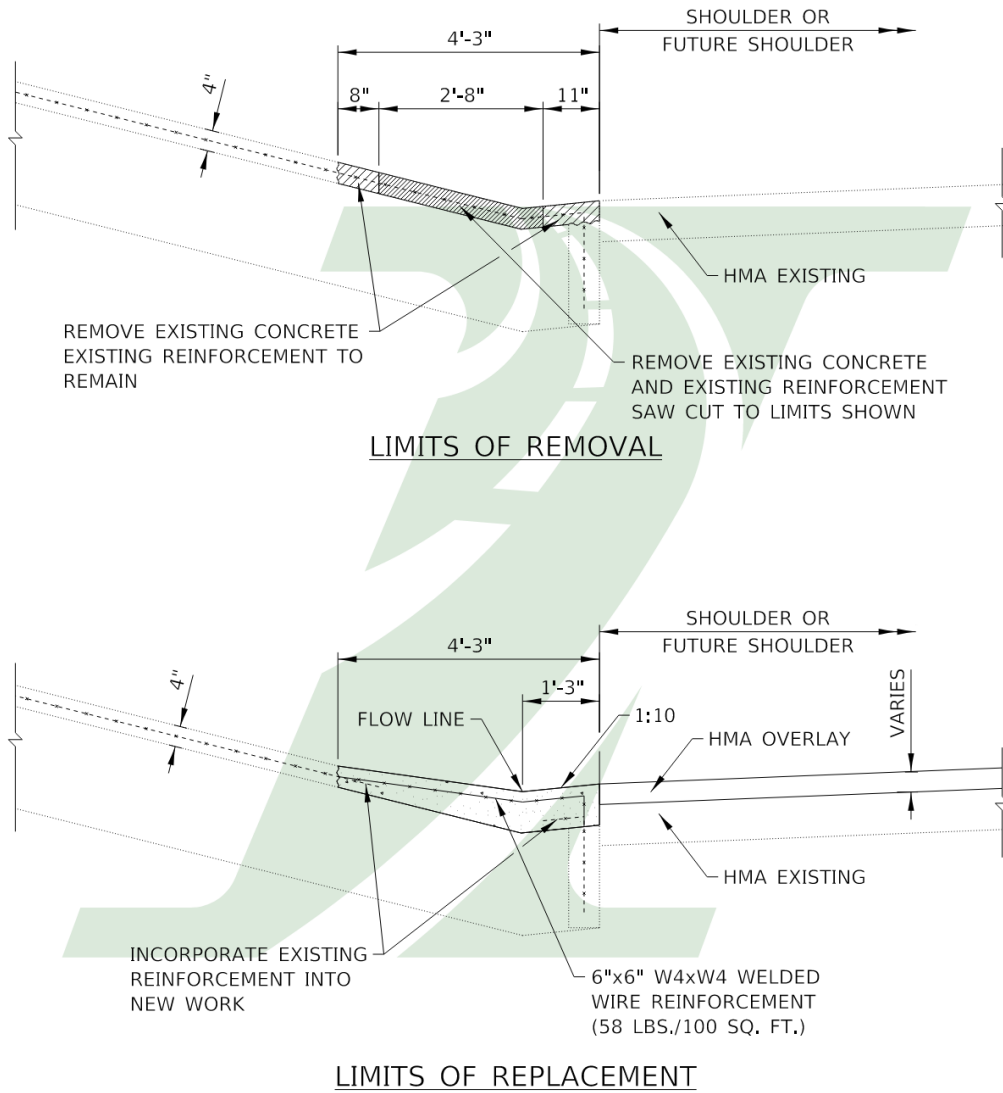 SHOULDER OR
FUTURE SHOULDER
4'-3"
8"
2'-8"
11"
4"
HMA EXISTING
REMOVE EXISTING CONCRETE
EXISTING REINFORCEMENT TO
REMAIN
REMOVE EXISTING CONCRETE
AND EXISTING REINFORCEMENT
SAW CUT TO LIMITS SHOWN
LIMITS OF REMOVAL
SHOULDER OR
FUTURE SHOULDER
4'-3"
1'-3"
4"
FLOW LINE
1:10
VARIES
HMA OVERLAY
HMA EXISTING
INCORPORATE EXISTING
REINFORCEMENT INTO
NEW WORK
6"x6" W4xW4 WELDED
WIRE REINFORCEMENT
(58 LBS./100 SQ. FT.)
LIMITS OF REPLACEMENT